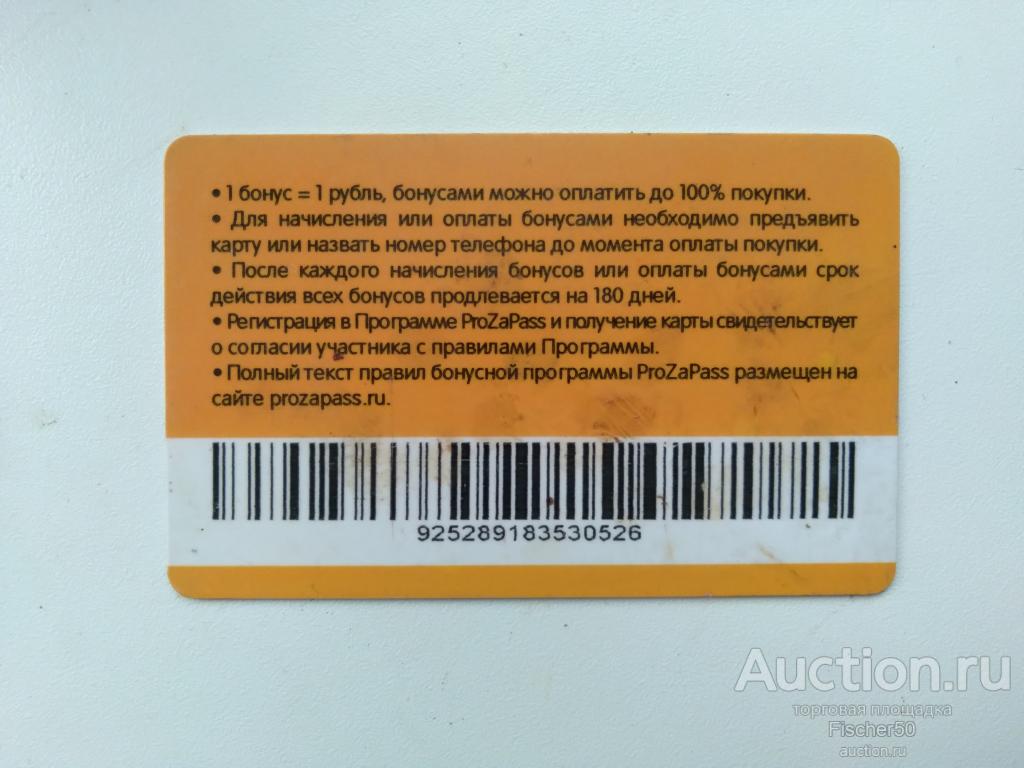 • 1 бонус = 1 рубль, бонусами можно оплатить до 100% покупки.
• Для начисления или оплаты бонусами необходимо предъявить
карту или назвать номер телефона до момента оплаты покупки.
• После каждого начисления бонусов или оплаты бонусами срок
действия всех бонусов продлевается на 180 дней.
• Регистрация в Программе ProZaPass и получение карты свидетельствует
о согласии участника с правилами Программы.
• Полный текст правил бонусной программы ProZaPass размещен на
сайте prozapass.ru.
925289183530526
Auction.ru
торговая площадка
Fischer50
auction.ru